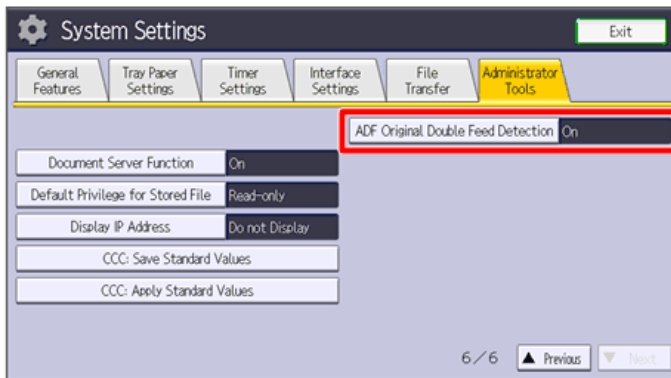 System Settings
Exit
General Features
Tray Paper Settings
Timer Settings
Interface Settings
File Transfer
Administrator Tools
ADF Original Double Feed Detection On
Document Server Function On
Default Privilege for Stored File Read-only
Display IP Address Do not Display
CCC: Save Standard Values
CCC: Apply Standard Values
6/6 ▲ Previous ▼ Next